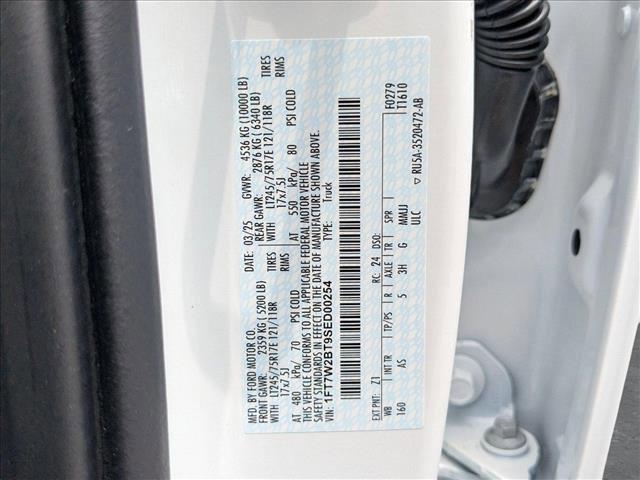 MFD. BY FORD MOTOR CO.
DATE: 03/25 GVWR: 4536 KG (10000 LB)
FRONT GAWR: 2359 KG (5200 LB) REAR GAWR: 2876 KG (6340 LB)
LT245/75R17E 121/118R TIRES WITH LT245/75R17E 121/118R TIRES
17x7.5J RIMS 17x7.5J RIMS
AT 480 kPa/ 70 PSI COLD AT 550 kPa/ 80 PSI COLD
THIS VEHICLE CONFORMS TO ALL APPLICABLE FEDERAL MOTOR VEHICLE
SAFETY STANDARDS IN EFFECT ON THE DATE OF MANUFACTURE SHOWN ABOVE.
VIN: 1FT7W2BT9SED00254 TYPE: Truck
F0279
EXT PNT: Z1 RC: 24 DSO: T1610
WB INT TR TP/PS R AXLE TR SPR ▽ RU5A-3520472-AB
160 AS 5 3H G MMUJ
ULC